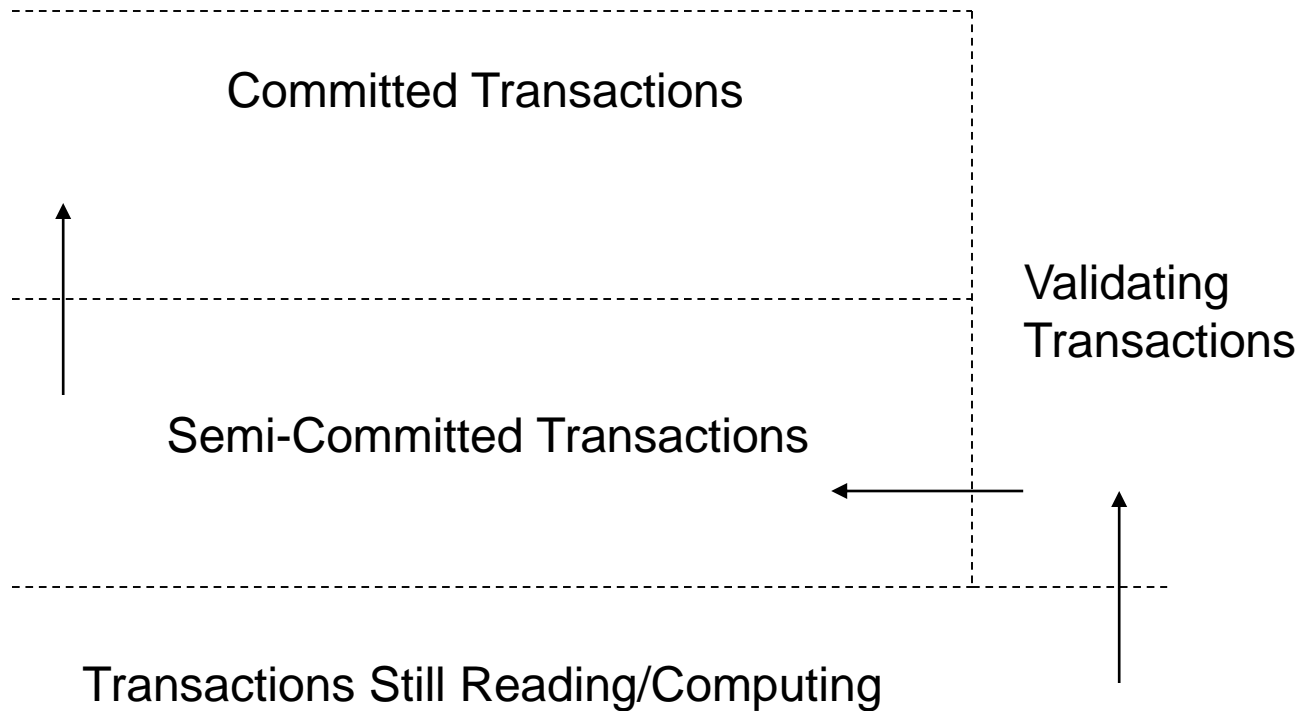 Committed Transactions
Validating
Transactions
Semi-Committed Transactions
Transactions Still Reading/Computing